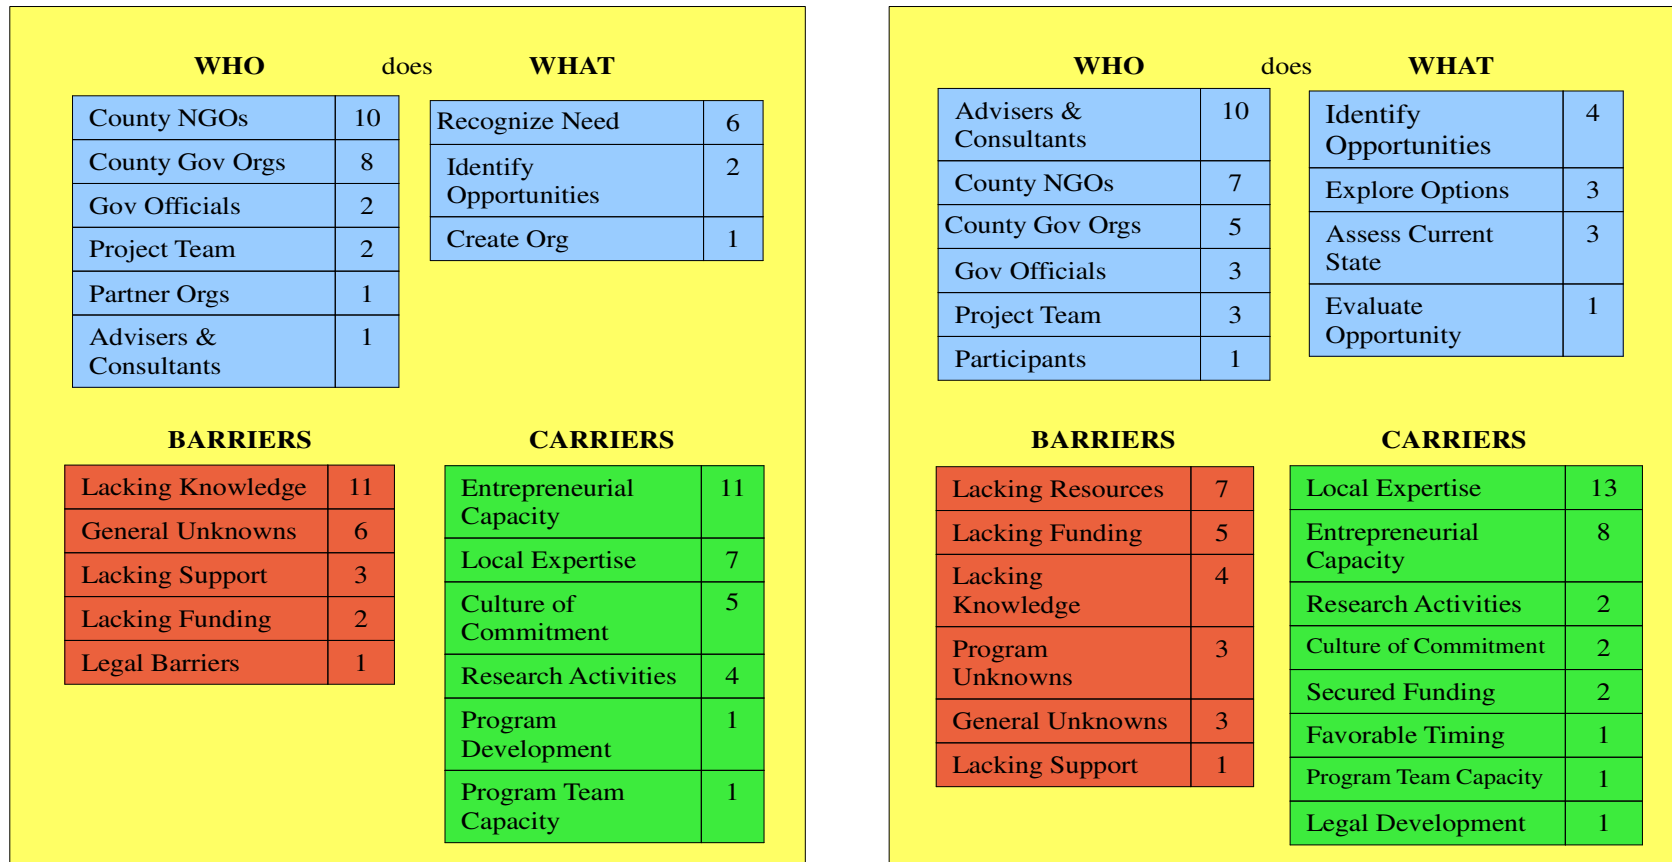 WHO does WHAT
County NGOs 10
County Gov Orgs 8
Gov Officials 2
Project Team 2
Partner Orgs 1
Advisers &
Consultants 1
Recognize Need 6
Identify
Opportunities 2
Create Org 1
BARRIERS
Lacking Knowledge 11
General Unknowns 6
Lacking Support 3
Lacking Funding 2
Legal Barriers 1
CARRIERS
Entrepreneurial
Capacity 11
Local Expertise 7
Culture of
Commitment 5
Research Activities 4
Program
Development 1
Program Team
Capacity 1
WHO does WHAT
Advisers &
Consultants 10
County NGOs 7
County Gov Orgs 5
Gov Officials 3
Project Team 3
Participants 1
Identify
Opportunities 4
Explore Options 3
Assess Current
State 3
Evaluate
Opportunity 1
BARRIERS
Lacking Resources 7
Lacking Funding 5
Lacking
Knowledge 4
Program
Unknowns 3
General Unknowns 3
Lacking Support 1
CARRIERS
Local Expertise 13
Entrepreneurial
Capacity 8
Research Activities 2
Culture of Commitment 2
Secured Funding 2
Favorable Timing 1
Program Team Capacity 1
Legal Development 1